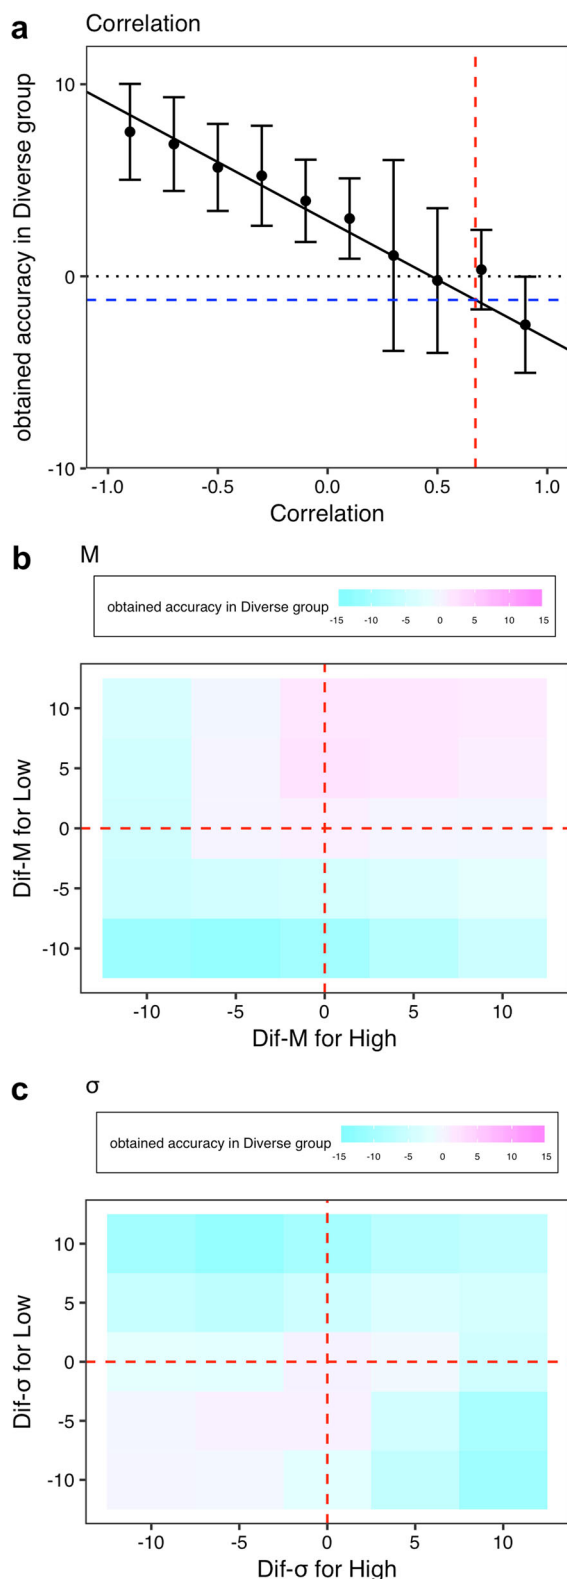 a
Correlation
obtained accuracy in Diverse group
10
0
-10
-1.0 -0.5 0.0 0.5 1.0
Correlation
b
M
obtained accuracy in Diverse group
-15 -10 -5 0 5 10 15
Dif-M for Low
10
5
0
-5
-10
-10 -5 0 5 10
Dif-M for High
c
σ
obtained accuracy in Diverse group
-15 -10 -5 0 5 10 15
Dif-σ for Low
10
5
0
-5
-10
-10 -5 0 5 10
Dif-σ for High